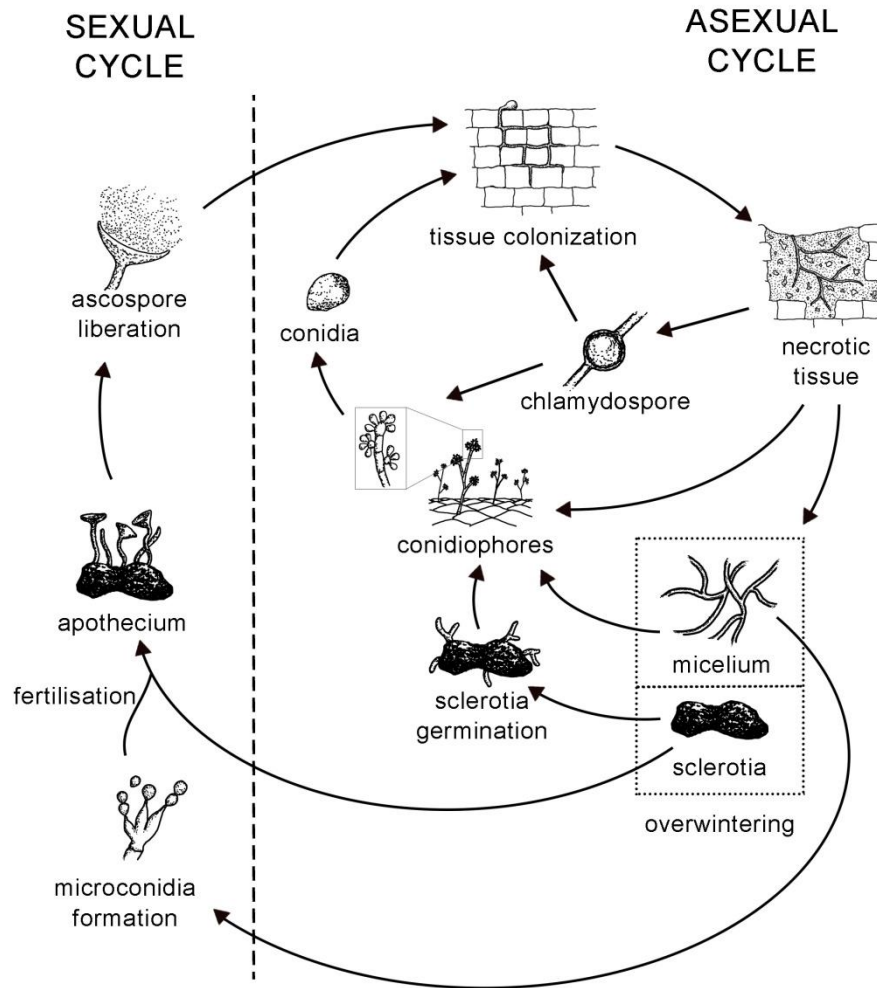 SEXUAL
CYCLE
ASEXUAL
CYCLE
tissue colonization
ascospore
liberation
conidia
necrotic
tissue
chlamydospore
conidiophores
apothecium
micelium
fertilisation
sclerotia
germination
sclerotia
overwintering
microconidia
formation